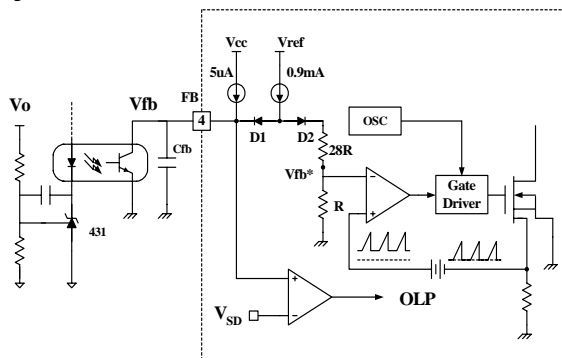 Vcc Vref
5uA 0.9mA
Vo Vfb FB 4
D1 D2
OSC
Cfb
28R
Vfb*
R
Gate
Driver
431
−
+
+
−
V_SD
OLP